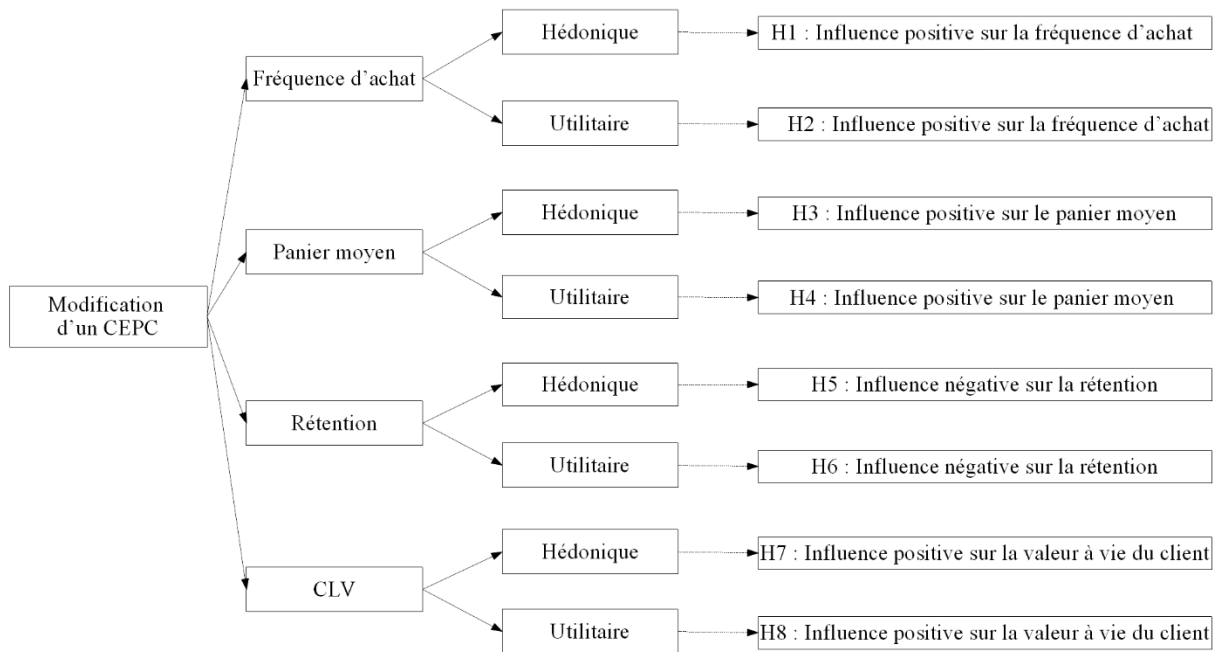 Hédonique
H1 : Influence positive sur la fréquence d'achat
Fréquence d'achat
Utilitaire
H2 : Influence positive sur la fréquence d'achat
Hédonique
H3 : Influence positive sur le panier moyen
Panier moyen
Utilitaire
H4 : Influence positive sur le panier moyen
Modification
d'un CEPC
Hédonique
H5 : Influence négative sur la rétention
Rétention
Utilitaire
H6 : Influence négative sur la rétention
Hédonique
H7 : Influence positive sur la valeur à vie du client
CLV
Utilitaire
H8 : Influence positive sur la valeur à vie du client